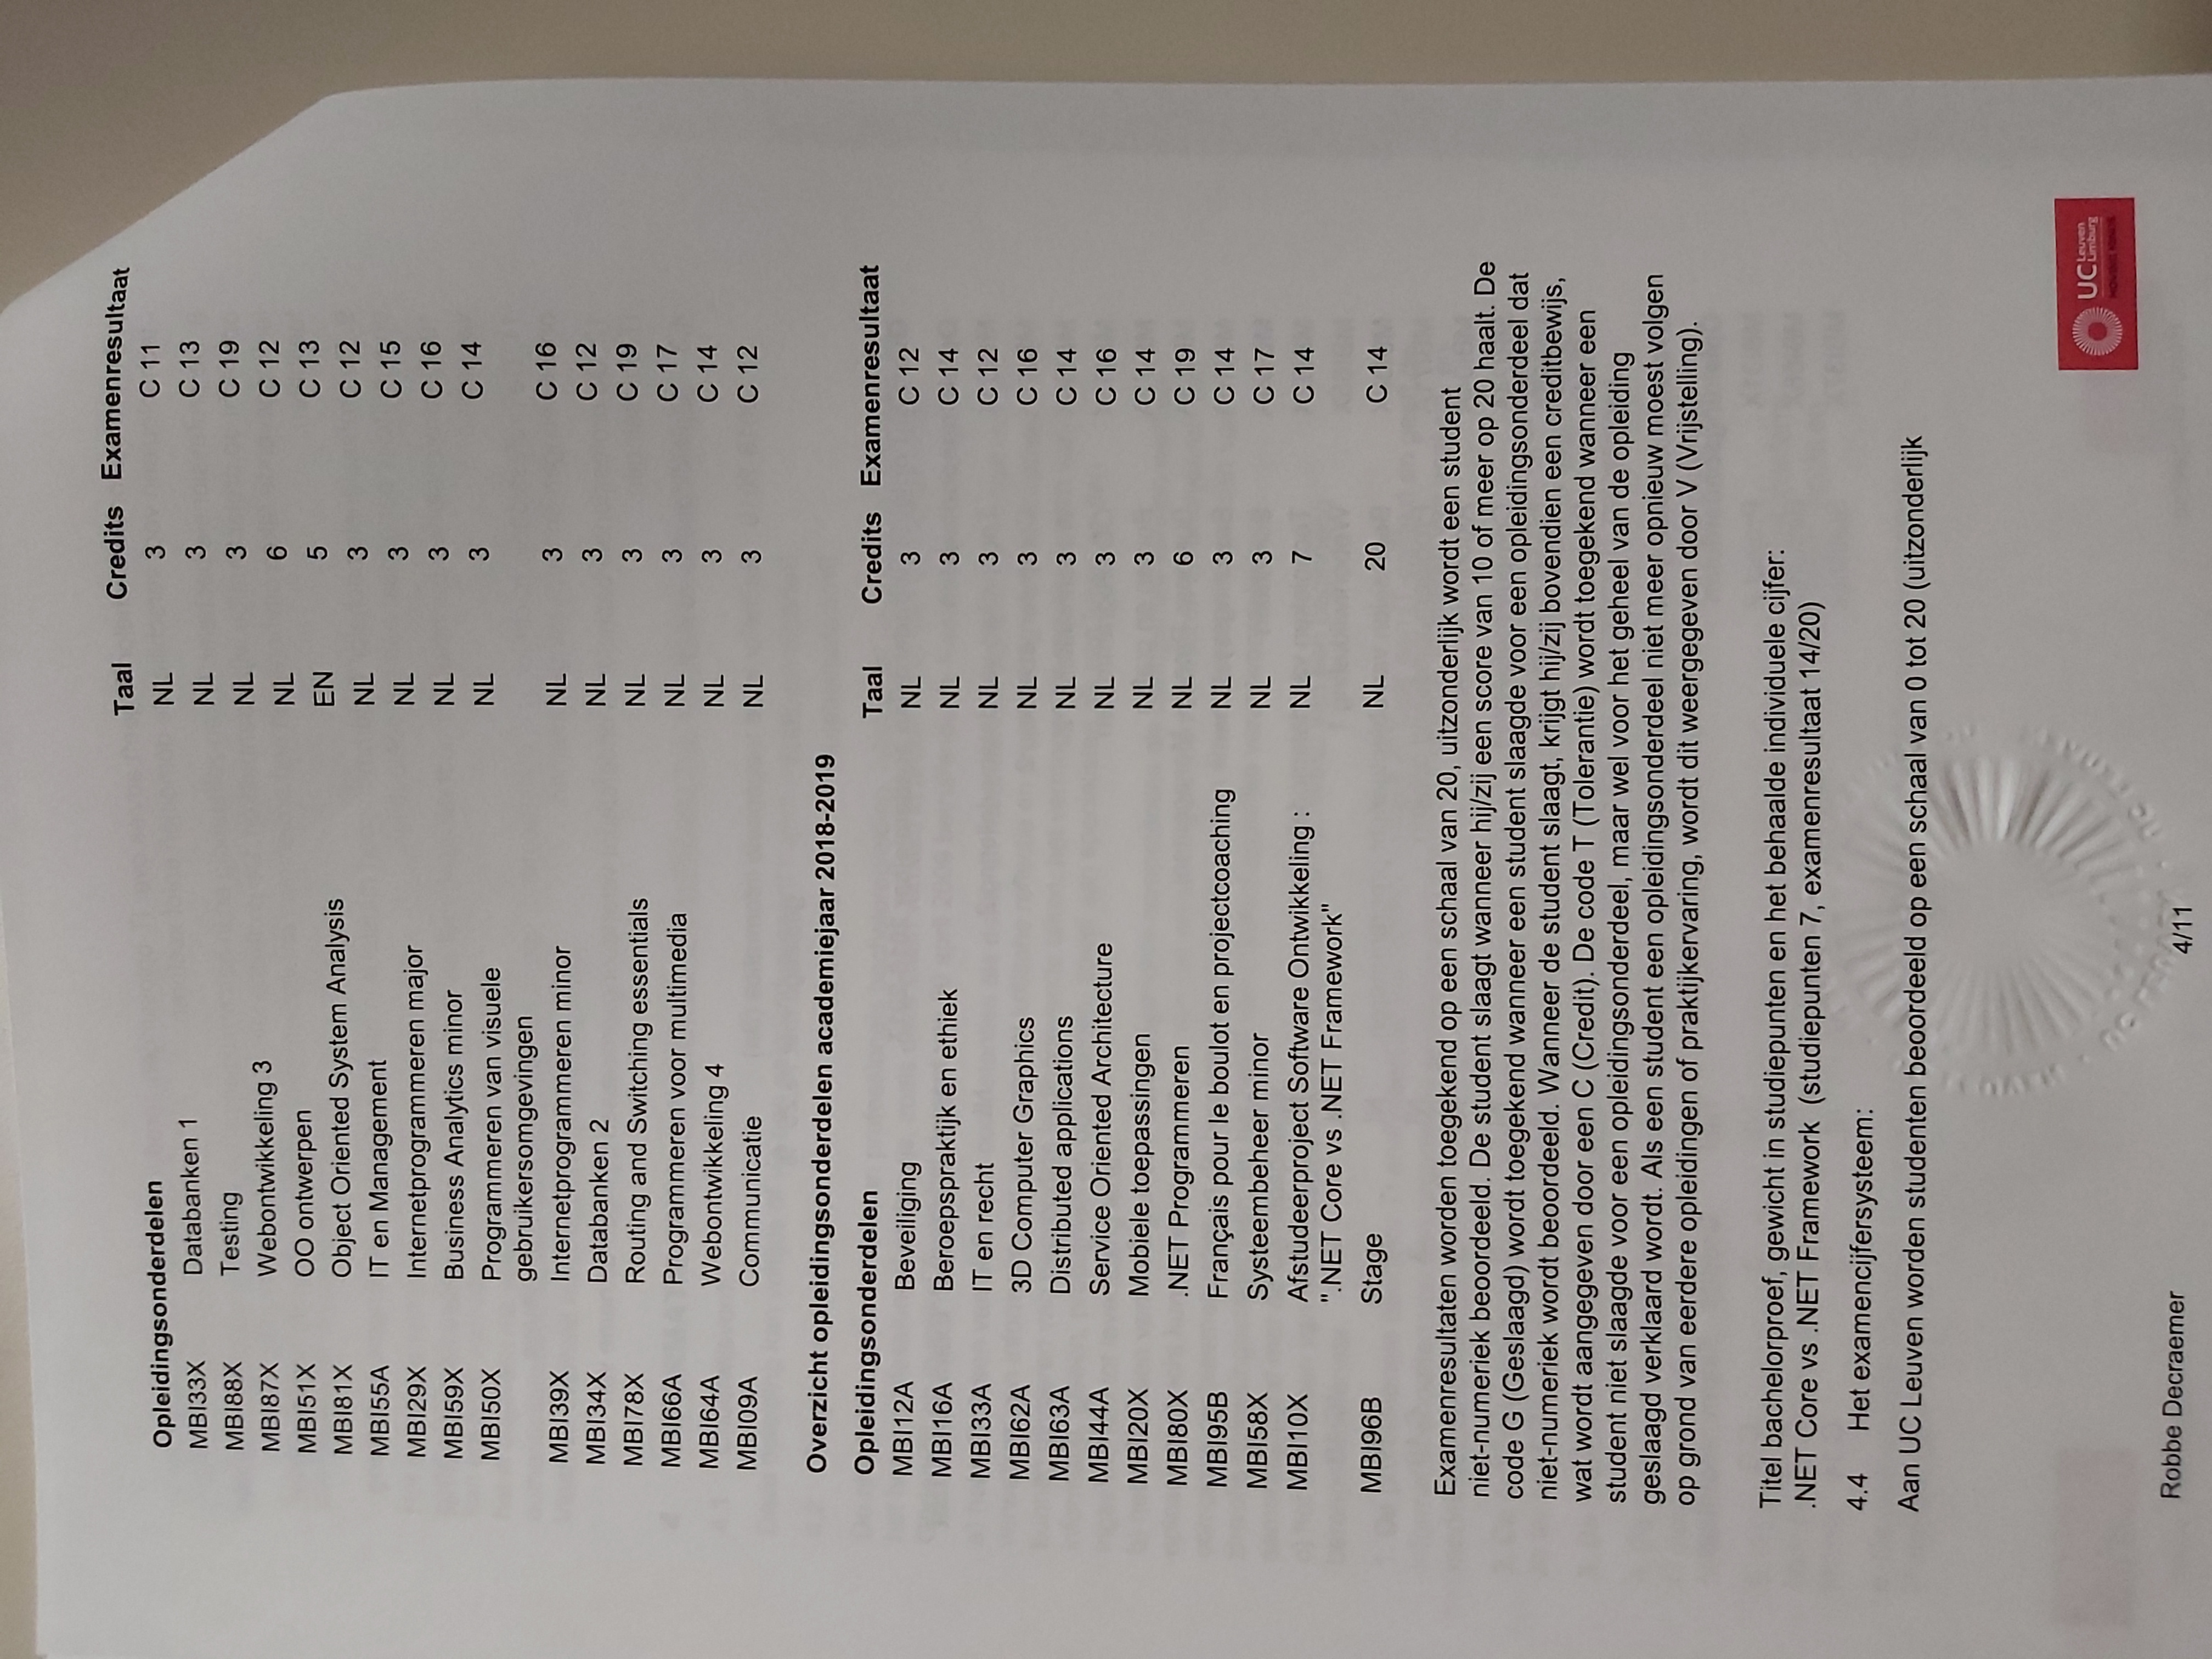 Opleidingsonderdelen Taal Credits Examenresultaat
MBI33X Databanken 1 NL 3 C 11
MBI88X Testing NL 3 C 13
MBI87X Webontwikkeling 3 NL 3 C 19
MBI51X OO ontwerpen NL 6 C 12
MBI81X Object Oriented System Analysis EN 5 C 13
MBI55A IT en Management NL 3 C 12
MBI29X Internetprogrammeren major NL 3 C 15
MBI59X Business Analytics minor NL 3 C 16
MBI50X Programmeren van visuele NL 3 C 14
gebruikersomgevingen
MBI39X Internetprogrammeren minor NL 3 C 16
MBI34X Databanken 2 NL 3 C 12
MBI78X Routing and Switching essentials NL 3 C 19
MBI66A Programmeren voor multimedia NL 3 C 17
MBI64A Webontwikkeling 4 NL 3 C 14
MBI09A Communicatie NL 3 C 12
Overzicht opleidingsonderdelen academiejaar 2018-2019
Opleidingsonderdelen Taal Credits Examenresultaat
MBI12A Beveiliging NL 3 C 12
MBI16A Beroepspraktijk en ethiek NL 3 C 14
MBI33A IT en recht NL 3 C 12
MBI62A 3D Computer Graphics NL 3 C 16
MBI63A Distributed applications NL 3 C 14
MBI44A Service Oriented Architecture NL 3 C 16
MBI20X Mobiele toepassingen NL 3 C 14
MBI80X .NET Programmeren NL 6 C 19
MBI95B Français pour le boulot en projectcoaching NL 3 C 14
MBI58X Systeembeheer minor NL 3 C 17
MBI10X Afstudeerproject Software Ontwikkeling : NL 7 C 14
".NET Core vs .NET Framework"
MBI96B Stage NL 20 C 14
Examenresultaten worden toegekend op een schaal van 20, uitzonderlijk wordt een student
niet-numeriek beoordeeld. De student slaagt wanneer hij/zij een score van 10 of meer op 20 haalt. De
code G (Geslaagd) wordt toegekend wanneer een student slaagde voor een opleidingsonderdeel dat
niet-numeriek wordt beoordeeld. Wanneer de student slaagt, krijgt hij/zij bovendien een creditbewijs,
wat wordt aangegeven door een C (Credit). De code T (Tolerantie) wordt toegekend wanneer een
student niet slaagde voor een opleidingsonderdeel, maar wel voor het geheel van de opleiding
geslaagd verklaard wordt. Als een student een opleidingsonderdeel niet meer opnieuw moest volgen
op grond van eerdere opleidingen of praktijkervaring, wordt dit weergegeven door V (Vrijstelling).
Titel bachelorproef, gewicht in studiepunten en het behaalde individuele cijfer:
.NET Core vs .NET Framework (studiepunten 7, examenresultaat 14/20)
4.4 Het examencijfersysteem:
Aan UC Leuven worden studenten beoordeeld op een schaal van 0 tot 20 (uitzonderlijk
UC Leuven
Limburg
Robbe Decraemer 4/11